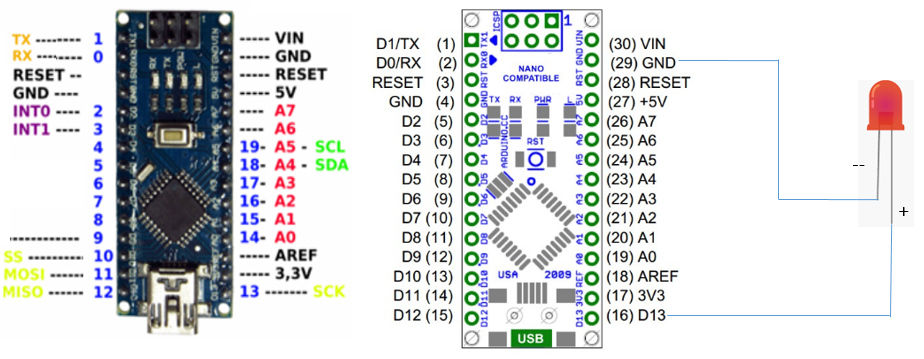 TX 1
RX 0
RESET
GND
INT0 2
INT1 3
4
5
6
7
8
9
SS 10
MOSI 11
MISO 12
VIN
GND
RESET
5V
A7
A6
19- A5 - SCL
18- A4 - SDA
17- A3
16- A2
15- A1
14- A0
AREF
3,3V
13 SCK
D1/TX (1)
D0/RX (2)
RESET (3)
GND (4)
D2 (5)
D3 (6)
D4 (7)
D5 (8)
D6 (9)
D7 (10)
D8 (11)
D9 (12)
D10 (13)
D11 (14)
D12 (15)
ICSP
1
NANO
COMPATIBLE
TX RX PWR L
ARDUINO.CC
RST
USA 2009
USB
TX1
RX0
RST
GND
D2
D3
D4
D5
D6
D7
D8
D9
D10
D11
D12
VIN
GND
RST
5V
A7
A6
A5
A4
A3
A2
A1
A0
REF
3V3
D13
(30) VIN
(29) GND
(28) RESET
(27) +5V
(26) A7
(25) A6
(24) A5
(23) A4
(22) A3
(21) A2
(20) A1
(19) A0
(18) AREF
(17) 3V3
(16) D13
--
+